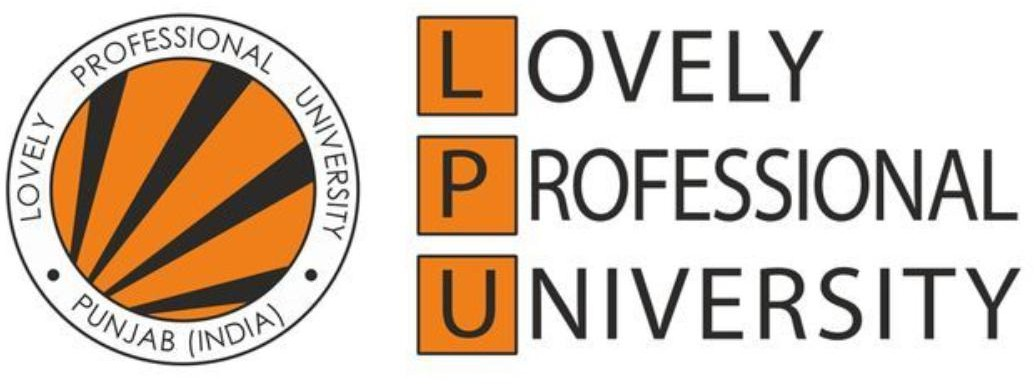 LOVELY PROFESSIONAL UNIVERSITY
• PUNJAB (INDIA) •
LOVELY
PROFESSIONAL
UNIVERSITY